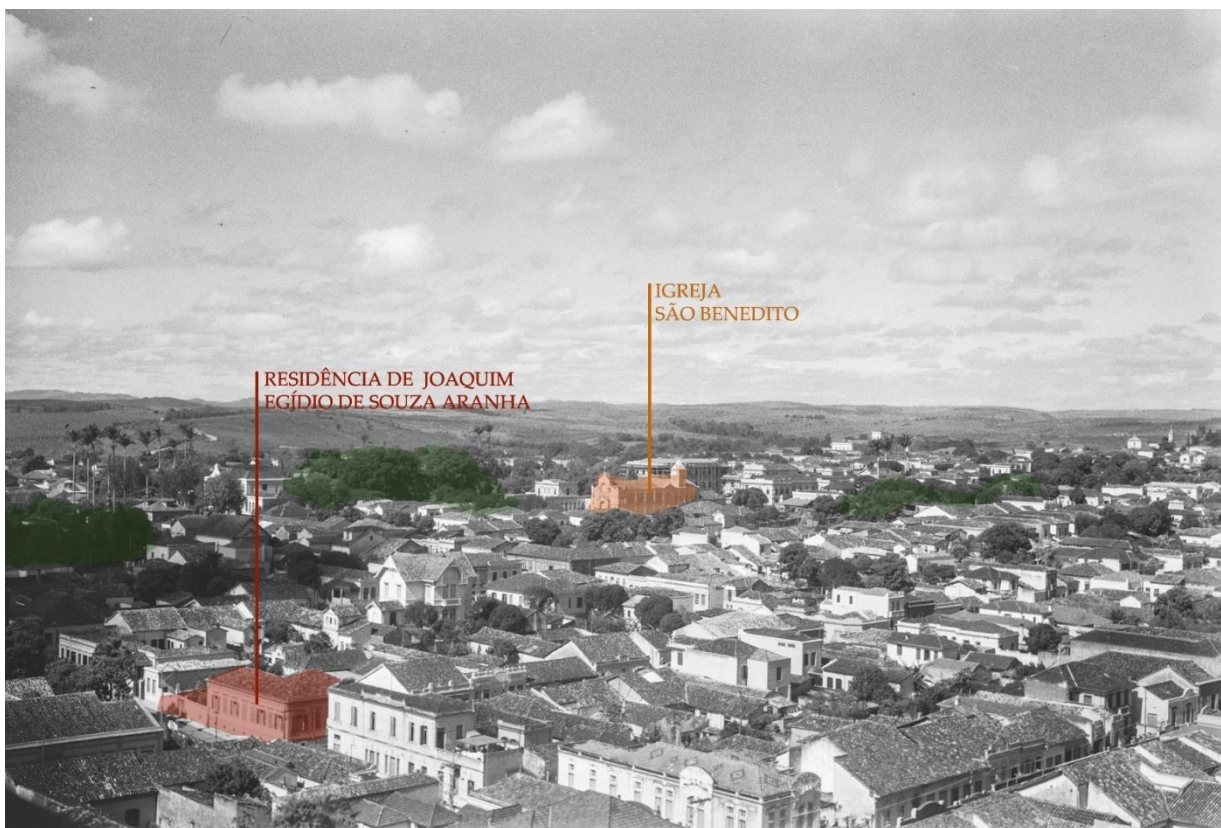 IGREJA
SÃO BENEDITO
RESIDÊNCIA DE JOAQUIM
EGÍDIO DE SOUZA ARANHA